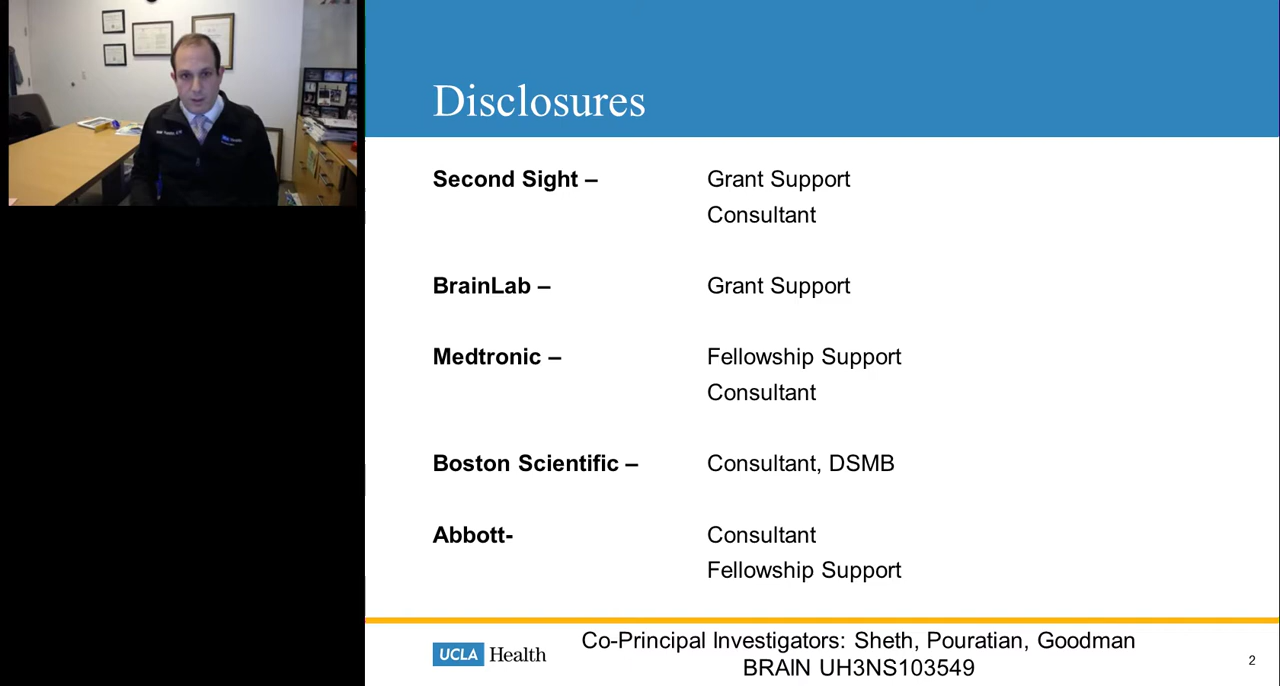 Disclosures
Second Sight – Grant Support
Consultant
BrainLab – Grant Support
Medtronic – Fellowship Support
Consultant
Boston Scientific – Consultant, DSMB
Abbott- Consultant
Fellowship Support
UCLA Health
Co-Principal Investigators: Sheth, Pouratian, Goodman
BRAIN UH3NS103549
2